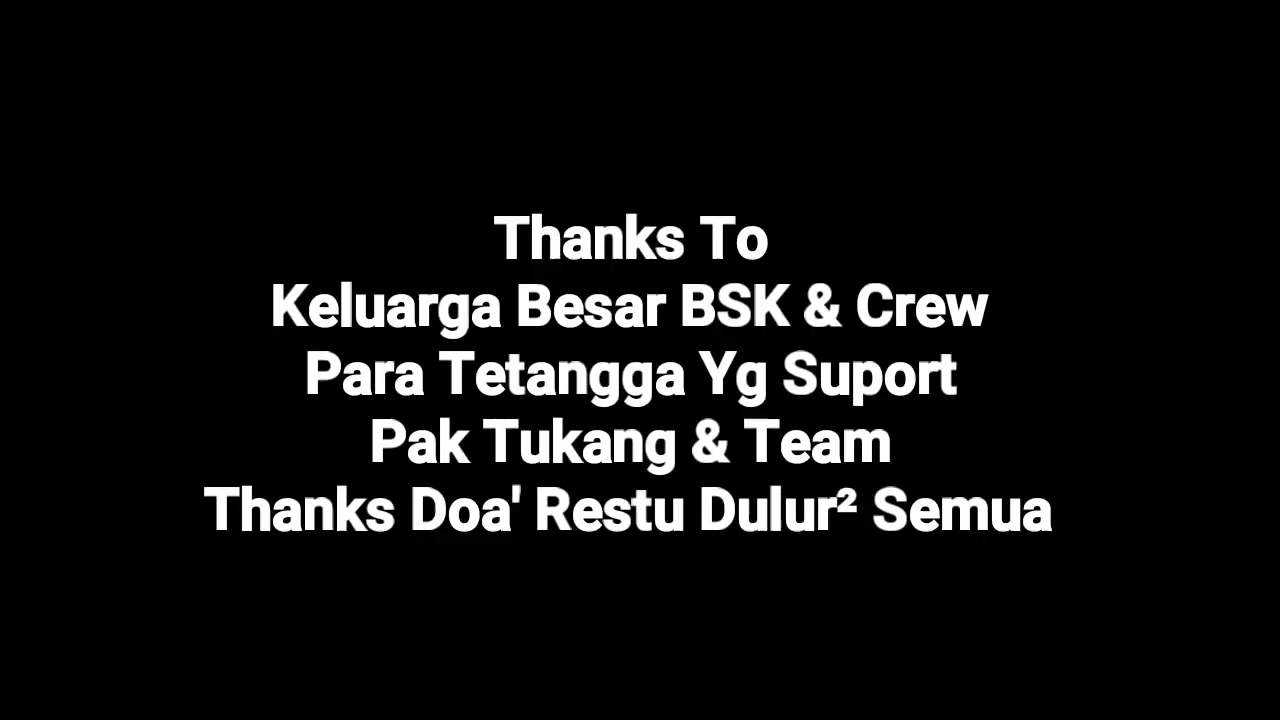 Thanks To
Keluarga Besar BSK & Crew
Para Tetangga Yg Suport
Pak Tukang & Team
Thanks Doa' Restu Dulur² Semua